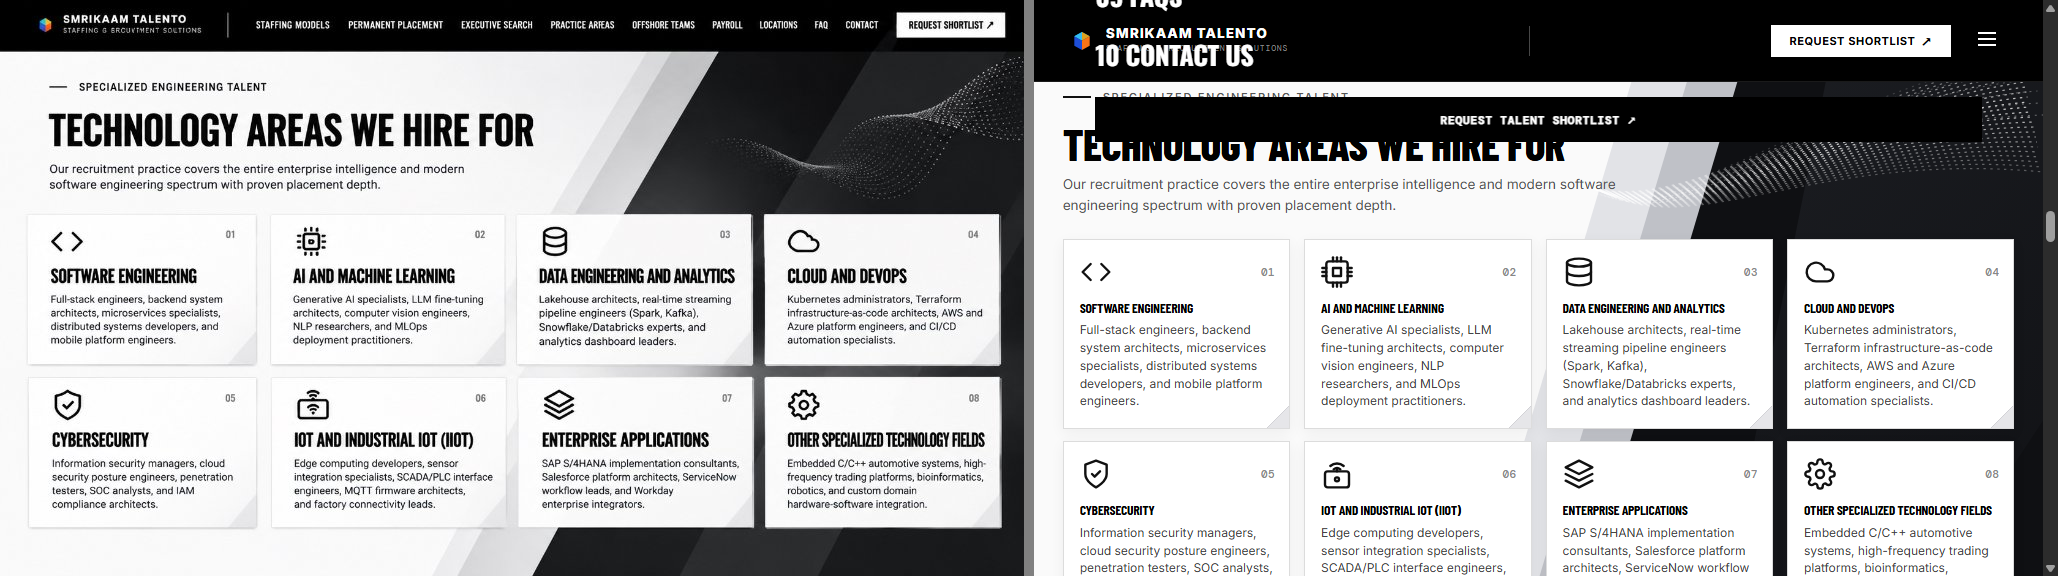 SMRIKAAM TALENTO
STAFFING & GRCUVTMENT SOUTIONS
STAFFING MOJDELS
PERMANENT PLACEMENT
EXECUTIVE SEARCH
PRACTICE AREAS
OFFSHORE TEAMS
PAYROLL
LOCATIONS
FAQ
CONTACT
REQUEST SHORTLIST ↗
SPECIALIZED ENGINEERING TALENT
TECHNOLOGY AREAS WE HIRE FOR
Our recruitment practice covers the entire enterprise intelligence and modern
software engineering spectrum with proven placement depth.
01
SOFTWARE ENGINEERING
Full-stack engineers, backend system
architects, microservices specialists,
distributed systems developers, and
mobile platform engineers.
02
AI AND MACHINE LEARNING
Generative AI specialists, LLM fine-tuning
architects, computer vision engineers,
NLP researchers, and MLOps
deployment practitioners.
03
DATA ENGINEERING AND ANALYTICS
Lakehouse architects, real-time streaming
pipeline engineers (Spark, Kafka),
Snowflake/Databricks experts, and
analytics dashboard leaders.
04
CLOUD AND DEVOPS
Kubernetes administrators, Terraform
infrastructure-as-code architects, AWS and
Azure platform engineers, and CI/CD
automation specialists.
05
CYBERSECURITY
Information security managers, cloud
security posture engineers, penetration
testers, SOC analysts, and IAM
compliance architects.
06
IOT AND INDUSTRIAL IOT (IIOT)
Edge computing developers, sensor
integration specialists, SCADA/PLC interface
engineers, MQTT firmware architects,
and factory connectivity leads.
07
ENTERPRISE APPLICATIONS
SAP S/4HANA implementation consultants,
Salesforce platform architects, ServiceNow
workflow leads, and Workday
enterprise integrators.
08
OTHER SPECIALIZED TECHNOLOGY FIELDS
Embedded C/C++ automotive systems, high-
frequency trading platforms, bioinformatics,
robotics, and custom domain
hardware-software integration.
FAQS
SMRIKAAM TALENTO
10 CONTACT US
REQUEST SHORTLIST ↗
SPECIALIZED ENGINEERING TALENT
REQUEST TALENT SHORTLIST ↗
TECHNOLOGY AREAS WE HIRE FOR
Our recruitment practice covers the entire enterprise intelligence and modern software
engineering spectrum with proven placement depth.
01
SOFTWARE ENGINEERING
Full-stack engineers, backend
system architects, microservices
specialists, distributed systems
developers, and mobile platform
engineers.
02
AI AND MACHINE LEARNING
Generative AI specialists, LLM
fine-tuning architects, computer
vision engineers, NLP
researchers, and MLOps
deployment practitioners.
03
DATA ENGINEERING AND ANALYTICS
Lakehouse architects, real-time
streaming pipeline engineers
(Spark, Kafka),
Snowflake/Databricks experts,
and analytics dashboard leaders.
04
CLOUD AND DEVOPS
Kubernetes administrators,
Terraform infrastructure-as-code
architects, AWS and Azure
platform engineers, and CI/CD
automation specialists.
05
CYBERSECURITY
Information security managers,
cloud security posture engineers,
penetration testers, SOC analysts,
06
IOT AND INDUSTRIAL IOT (IIOT)
Edge computing developers,
sensor integration specialists,
SCADA/PLC interface engineers,
07
ENTERPRISE APPLICATIONS
SAP S/4HANA implementation
consultants, Salesforce platform
architects, ServiceNow workflow
08
OTHER SPECIALIZED TECHNOLOGY FIELDS
Embedded C/C++ automotive
systems, high-frequency trading
platforms, bioinformatics,